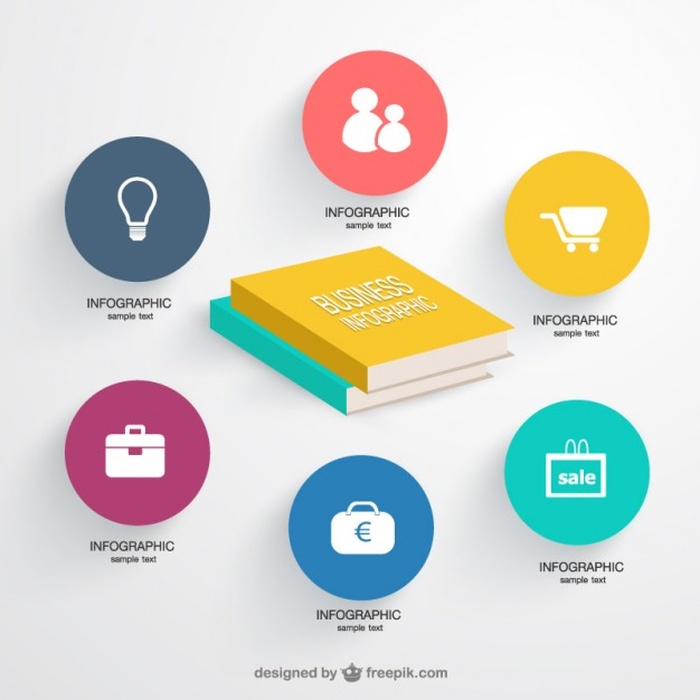 INFOGRAPHIC
sample text
INFOGRAPHIC
sample text
BUSINESS
INFOGRAPHIC
INFOGRAPHIC
sample text
sale
€
INFOGRAPHIC
sample text
INFOGRAPHIC
sample text
INFOGRAPHIC
sample text
designed by freepik.com